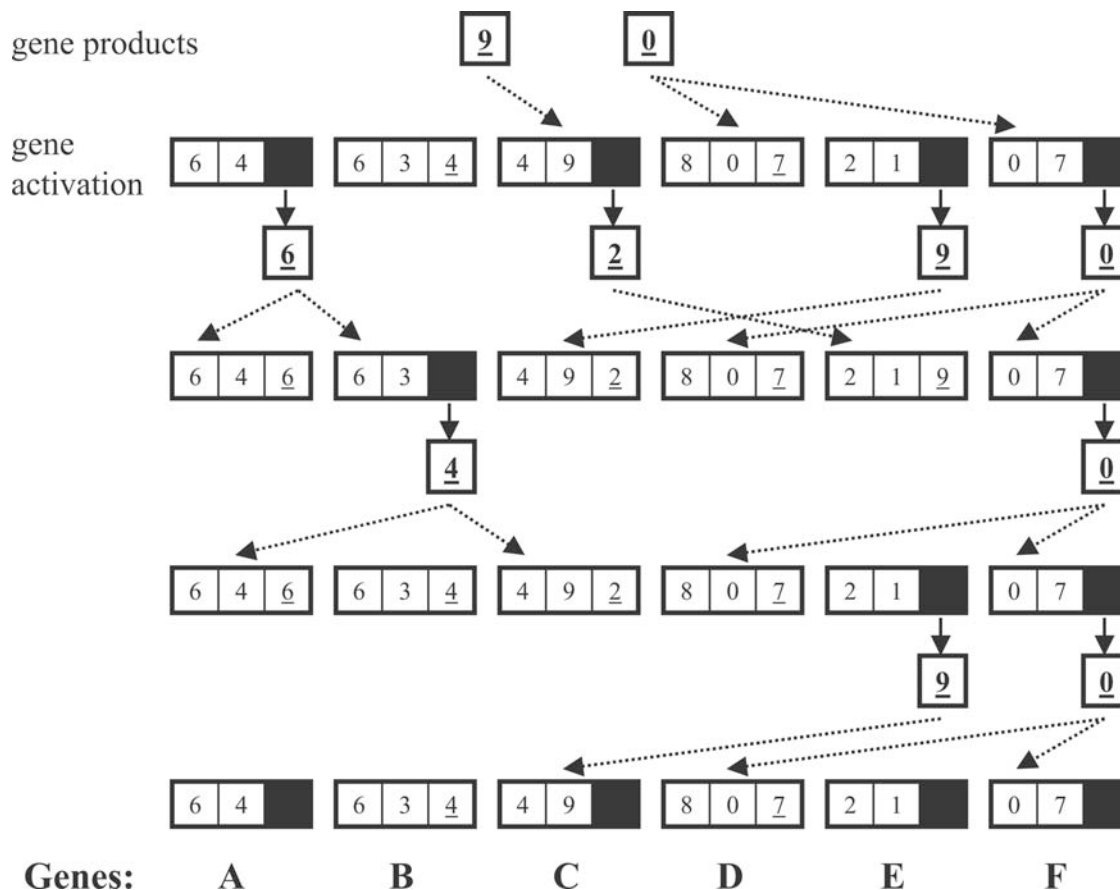 gene products 9 0
gene
activation
6 4 6 3 4 4 9 8 0 7 2 1 0 7
6 2 9 0
6 4 6 6 3 4 9 2 8 0 7 2 1 9 0 7
4 0
6 4 6 6 3 4 4 9 2 8 0 7 2 1 0 7
9 0
6 4 6 3 4 4 9 8 0 7 2 1 0 7
Genes: A B C D E F